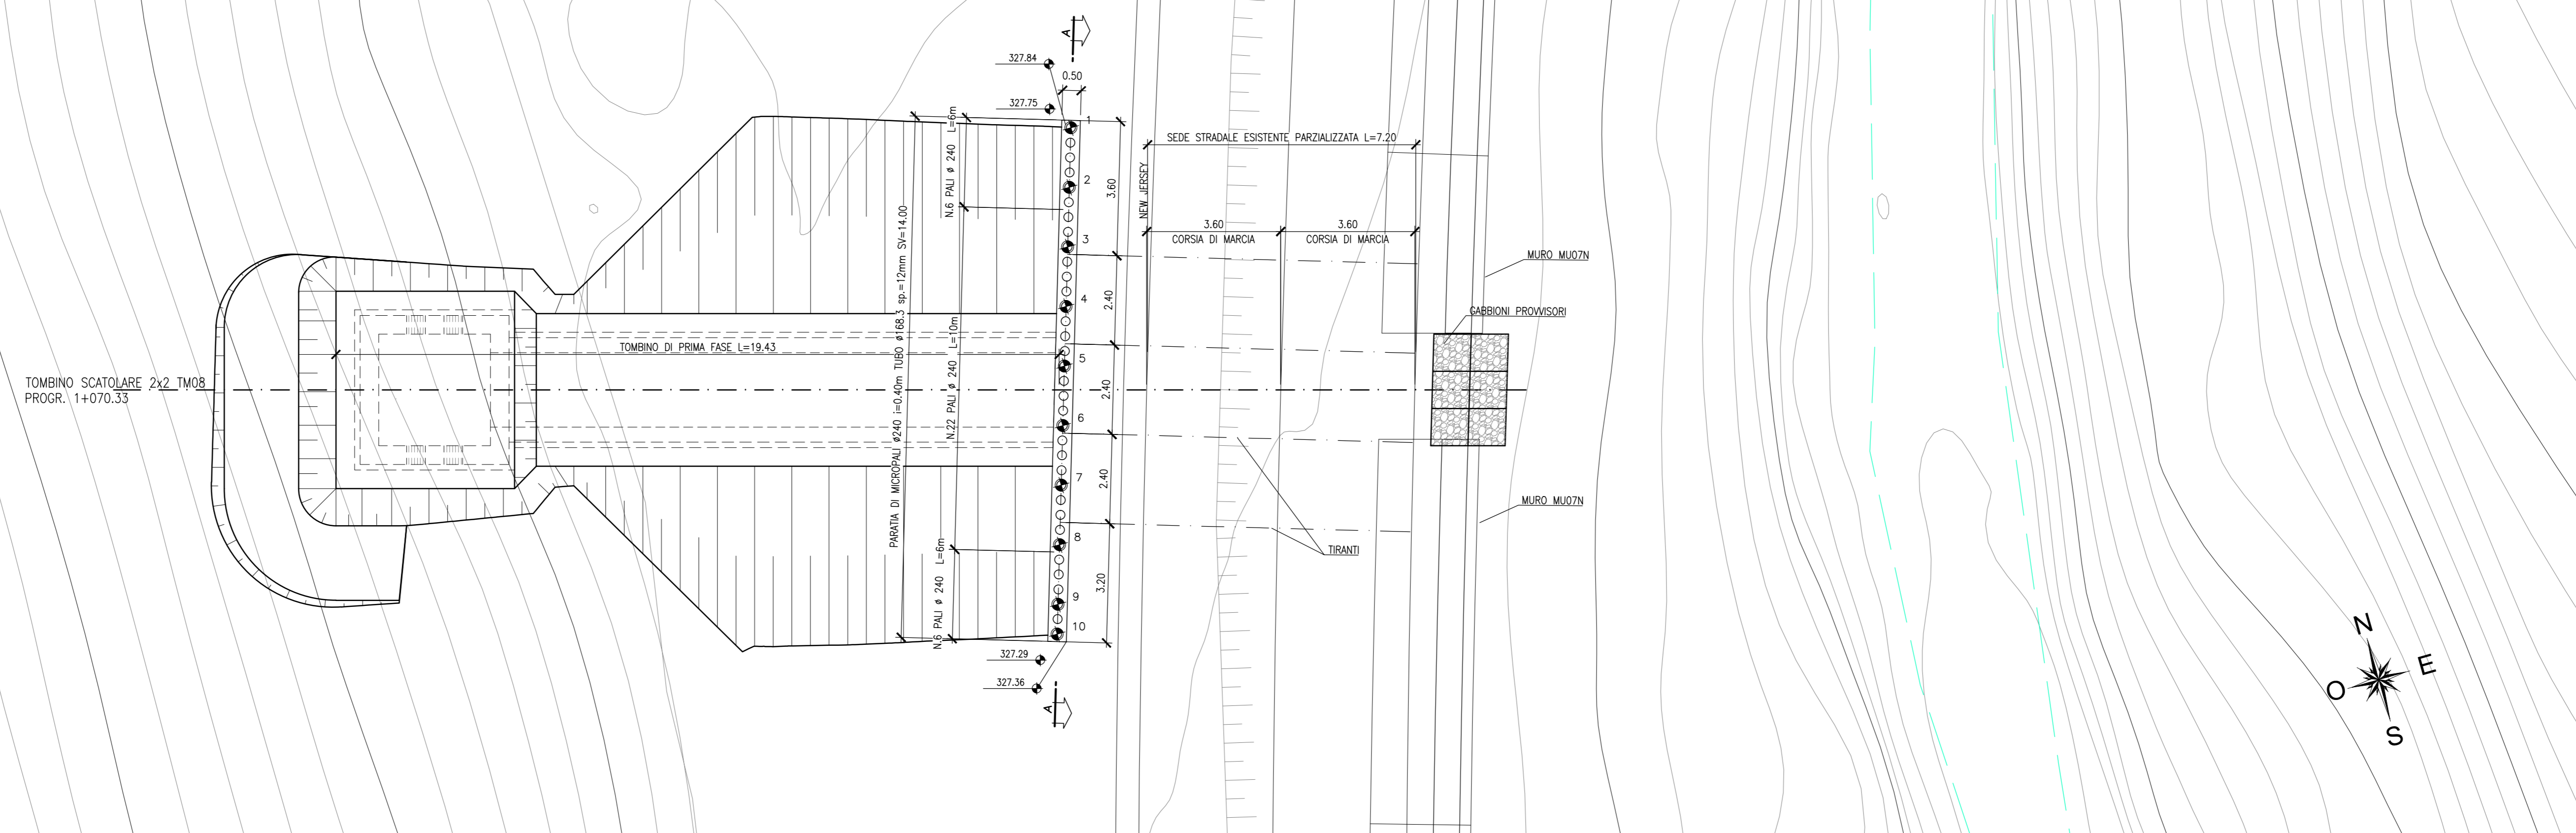 A
327.84
0.50
327.75
1
2
3
4
5
6
7
8
9
10
N.6 PALI ø 240 L=6m
3.60
2.40
2.40
2.40
3.20
SEDE STRADALE ESISTENTE PARZIALIZZATA L=7.20
NEW JERSEY
3.60
CORSIA DI MARCIA
3.60
CORSIA DI MARCIA
MURO MU07N
GABBIONI PROVVISORI
PARATIA DI MICROPALI ø240 i=0.40m TUBO ø168.3 sp.=12mm SV=14.00
N.22 PALI ø 240 L=10m
TOMBINO DI PRIMA FASE L=19.43
TOMBINO SCATOLARE 2x2 TM08
PROGR. 1+070.33
MURO MU07N
TIRANTI
N.6 PALI ø 240 L=6m
327.29
327.36
A
N
E
O
S